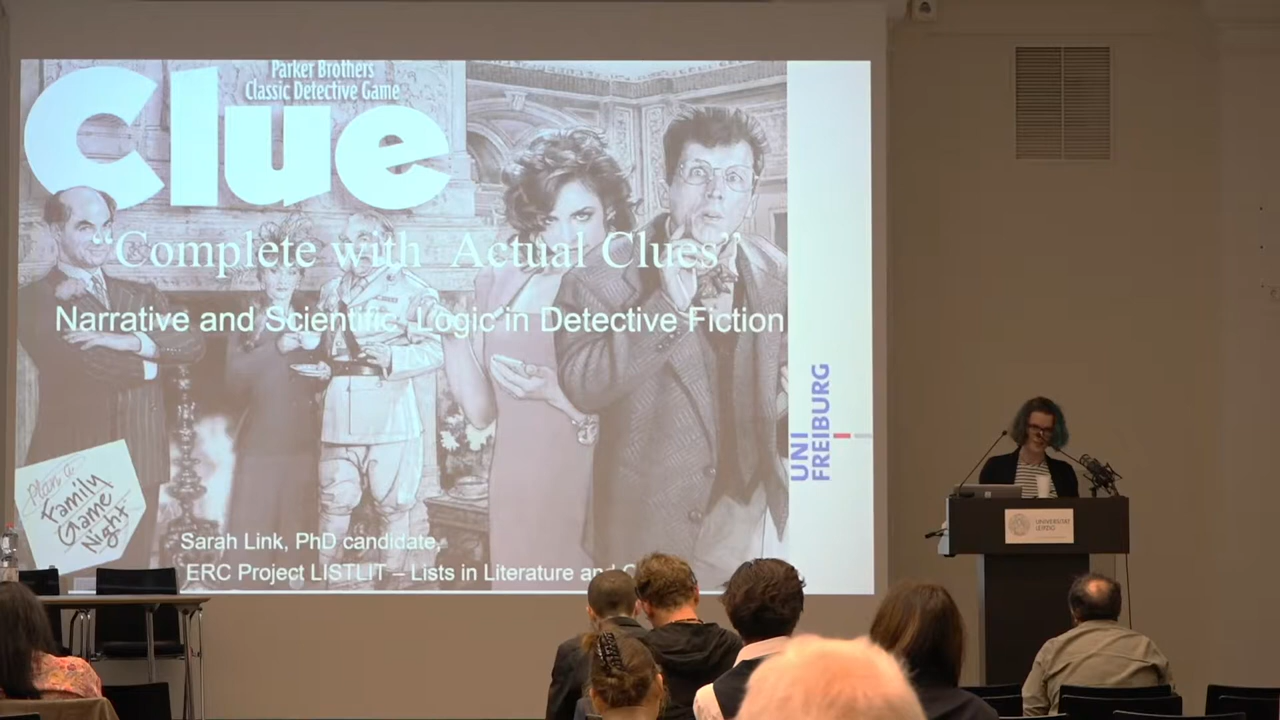 Parker Brothers
Classic Detective Game
Clue
“Complete with Actual Clues”
Narrative and Scientific Logic in Detective Fiction
UNI
FREIBURG
Plan a
Family
Game
Night
Sarah Link, PhD candidate,
ERC Project LISTLIT – Lists in Literature and
UNIVERSITÄT
LEIPZIG